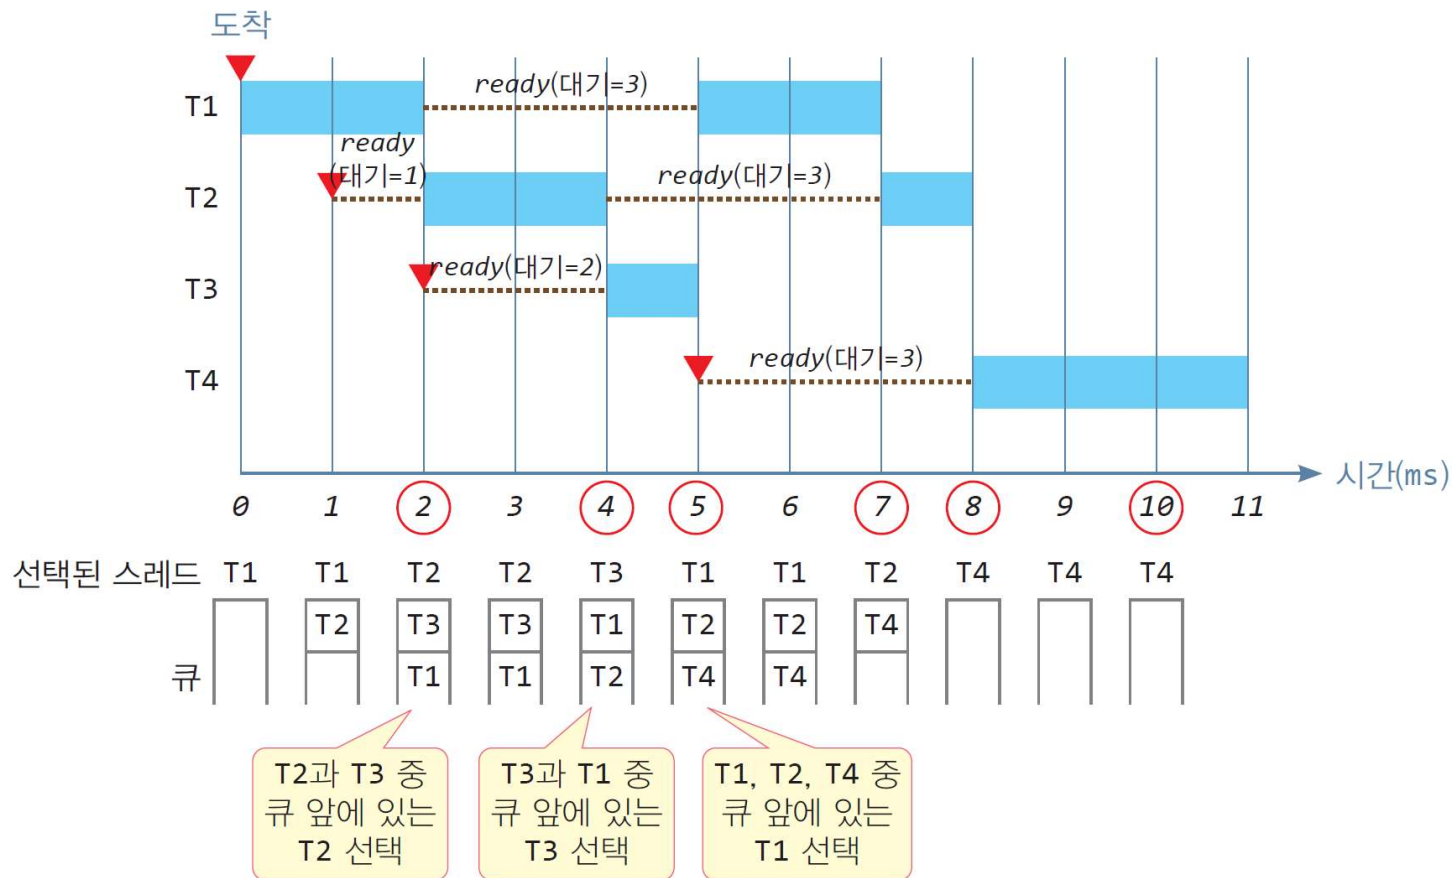 도착
T1
ready(대기=3)
ready
(대기=1)
T2
ready(대기=3)
T3
ready(대기=2)
T4
ready(대기=3)
시간(ms)
0 1 2 3 4 5 6 7 8 9 10 11
선택된 스레드 T1 T1 T2 T2 T3 T1 T1 T2 T4 T4 T4
T2 T3 T3 T1 T2 T2 T4
큐 T1 T1 T2 T4 T4
T2과 T3 중
큐 앞에 있는
T2 선택
T3과 T1 중
큐 앞에 있는
T3 선택
T1, T2, T4 중
큐 앞에 있는
T1 선택